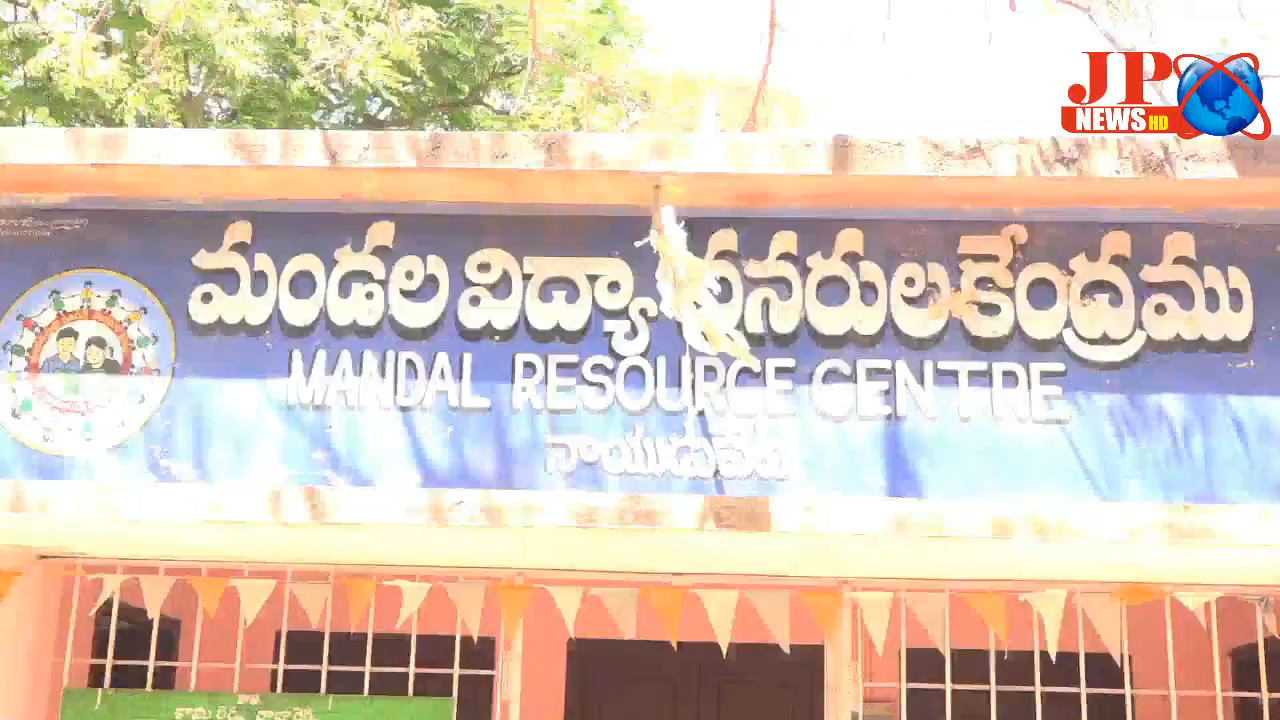 JP
NEWS HD
మండల విద్యా వనరుల కేంద్రము
MANDAL RESOURCE CENTRE
నాయుడుపేట